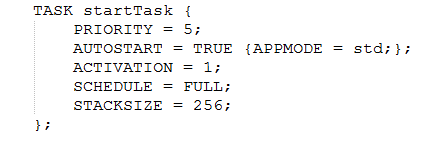 TASK startTask {
PRIORITY = 5;
AUTOSTART = TRUE {APPMODE = std;};
ACTIVATION = 1;
SCHEDULE = FULL;
STACKSIZE = 256;
};